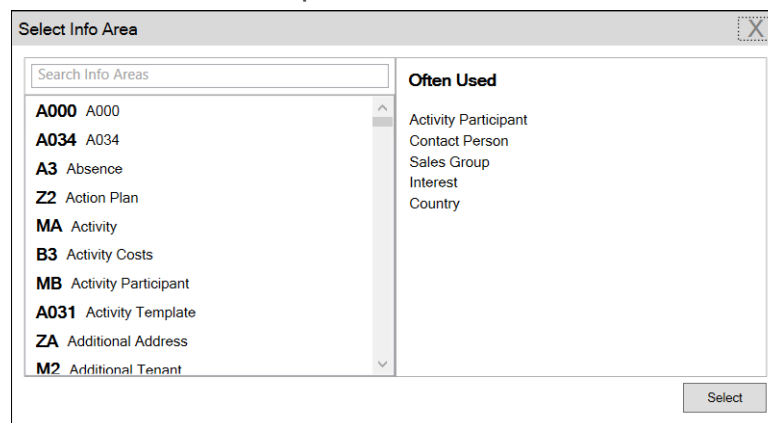 Select Info Area
X
Search Info Areas
A000 A000
A034 A034
A3 Absence
Z2 Action Plan
MA Activity
B3 Activity Costs
MB Activity Participant
A031 Activity Template
ZA Additional Address
M2 Additional Tenant
Often Used
Activity Participant
Contact Person
Sales Group
Interest
Country
Select